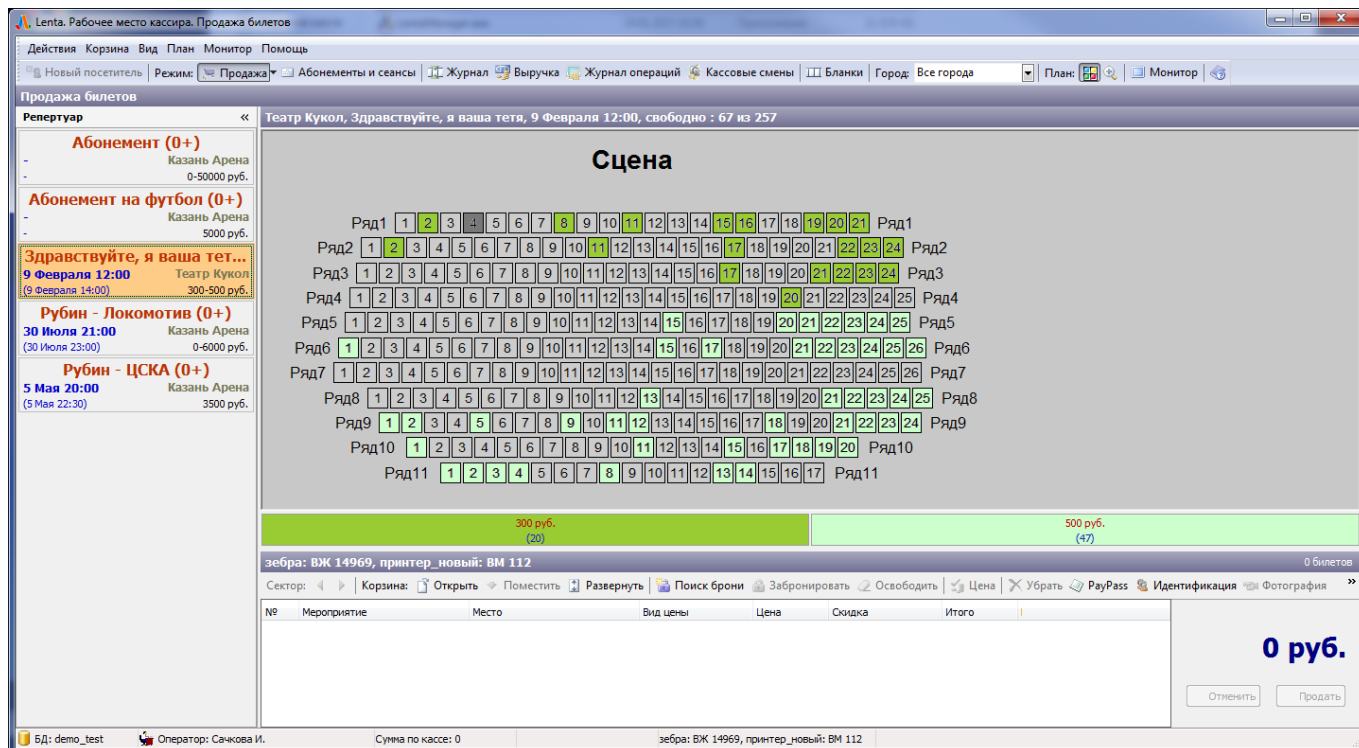 Lenta. Рабочее место кассира. Продажа билетов
Действия Корзина Вид План Монитор Помощь
Новый посетитель Режим: Продажа Абонементы и сеансы Журнал Выручка Журнал операций Кассовые смены Бланки Город: Все города План: Монитор
Продажа билетов
Репертуар «
Театр Кукол, Здравствуйте, я ваша тетя, 9 Февраля 12:00, свободно : 67 из 257
Абонемент (0+)
- Казань Арена
- 0-50000 руб.
Абонемент на футбол (0+)
- Казань Арена
- 5000 руб.
Здравствуйте, я ваша тет...
9 Февраля 12:00 Театр Кукол
(9 Февраля 14:00) 300-500 руб.
Рубин - Локомотив (0+)
30 Июля 21:00 Казань Арена
(30 Июля 23:00) 0-6000 руб.
Рубин - ЦСКА (0+)
5 Мая 20:00 Казань Арена
(5 Мая 22:30) 3500 руб.
Сцена
Ряд1 1 2 3 4 5 6 7 8 9 10 11 12 13 14 15 16 17 18 19 20 21 Ряд1
Ряд2 1 2 3 4 5 6 7 8 9 10 11 12 13 14 15 16 17 18 19 20 21 22 23 24 Ряд2
Ряд3 1 2 3 4 5 6 7 8 9 10 11 12 13 14 15 16 17 18 19 20 21 22 23 24 Ряд3
Ряд4 1 2 3 4 5 6 7 8 9 10 11 12 13 14 15 16 17 18 19 20 21 22 23 24 25 Ряд4
Ряд5 1 2 3 4 5 6 7 8 9 10 11 12 13 14 15 16 17 18 19 20 21 22 23 24 25 Ряд5
Ряд6 1 2 3 4 5 6 7 8 9 10 11 12 13 14 15 16 17 18 19 20 21 22 23 24 25 26 Ряд6
Ряд7 1 2 3 4 5 6 7 8 9 10 11 12 13 14 15 16 17 18 19 20 21 22 23 24 25 26 Ряд7
Ряд8 1 2 3 4 5 6 7 8 9 10 11 12 13 14 15 16 17 18 19 20 21 22 23 24 25 Ряд8
Ряд9 1 2 3 4 5 6 7 8 9 10 11 12 13 14 15 16 17 18 19 20 21 22 23 24 Ряд9
Ряд10 1 2 3 4 5 6 7 8 9 10 11 12 13 14 15 16 17 18 19 20 Ряд10
Ряд11 1 2 3 4 5 6 7 8 9 10 11 12 13 14 15 16 17 Ряд11
300 руб. 500 руб.
(20) (47)
зебра: ВЖ 14969, принтер_новый: ВМ 112 0 билетов
Сектор: Корзина: Открыть Поместить Развернуть Поиск брони Забронировать Освободить Цена Убрать PayPass Идентификация Фотография »
№ Мероприятие Место Вид цены Цена Скидка Итого
0 руб.
Отменить Продать
БД: demo_test Оператор: Сачкова И. Сумма по кассе: 0 зебра: ВЖ 14969, принтер_новый: ВМ 112